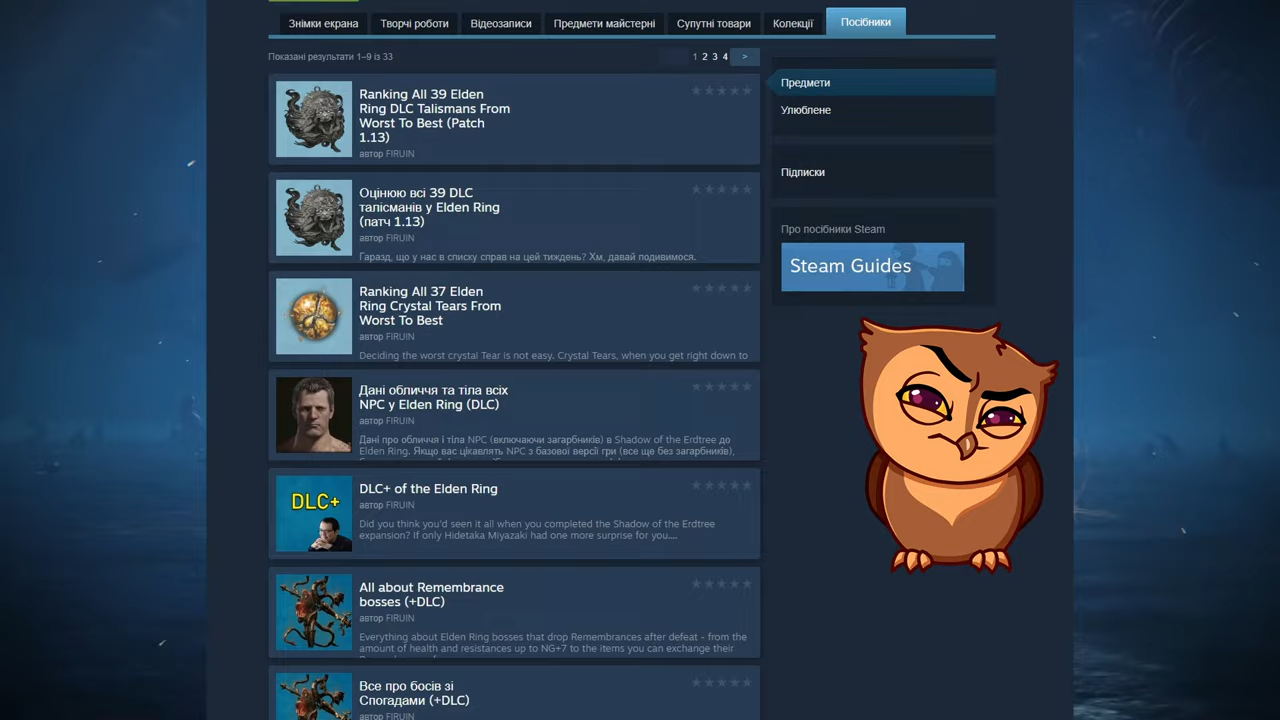 Знімки екрана Творчі роботи Відеозаписи Предмети майстерні Супутні товари Колекції Посібники
Показані результати 1–9 із 33
1 2 3 4 >
Ranking All 39 Elden
Ring DLC Talismans From
Worst To Best (Patch
1.13)
автор FIRUIN
Оцінюю всі 39 DLC
талісманів у Elden Ring
(патч 1.13)
автор FIRUIN
Гаразд, що у нас в списку справ на цей тиждень? Хм, давай подивимося.
Ranking All 37 Elden
Ring Crystal Tears From
Worst To Best
автор FIRUIN
Deciding the worst crystal Tear is not easy. Crystal Tears, when you get right down to
Дані обличчя та тіла всіх
NPC у Elden Ring (DLC)
автор FIRUIN
Дані про обличчя і тіла NPC (включаючи загарбників) в Shadow of the Erdtree до
Elden Ring. Якщо вас цікавлять NPC з базової версії гри (все ще без загарбників),
DLC+
DLC+ of the Elden Ring
автор FIRUIN
Did you think you'd seen it all when you completed the Shadow of the Erdtree
expansion? If only Hidetaka Miyazaki had one more surprise for you....
All about Remembrance
bosses (+DLC)
автор FIRUIN
Everything about Elden Ring bosses that drop Remembrances after defeat - from the
amount of health and resistances up to NG+7 to the items you can exchange their
Все про босів зі
Спогадами (+DLC)
автор FIRUIN
Предмети
Улюблене
Підписки
Про посібники Steam
Steam Guides